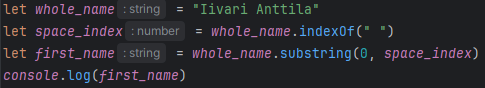 let whole_name : string = "Iivari Anttila"
let space_index : number = whole_name.indexOf(" ")
let first_name : string = whole_name.substring(0, space_index)
console.log(first_name)